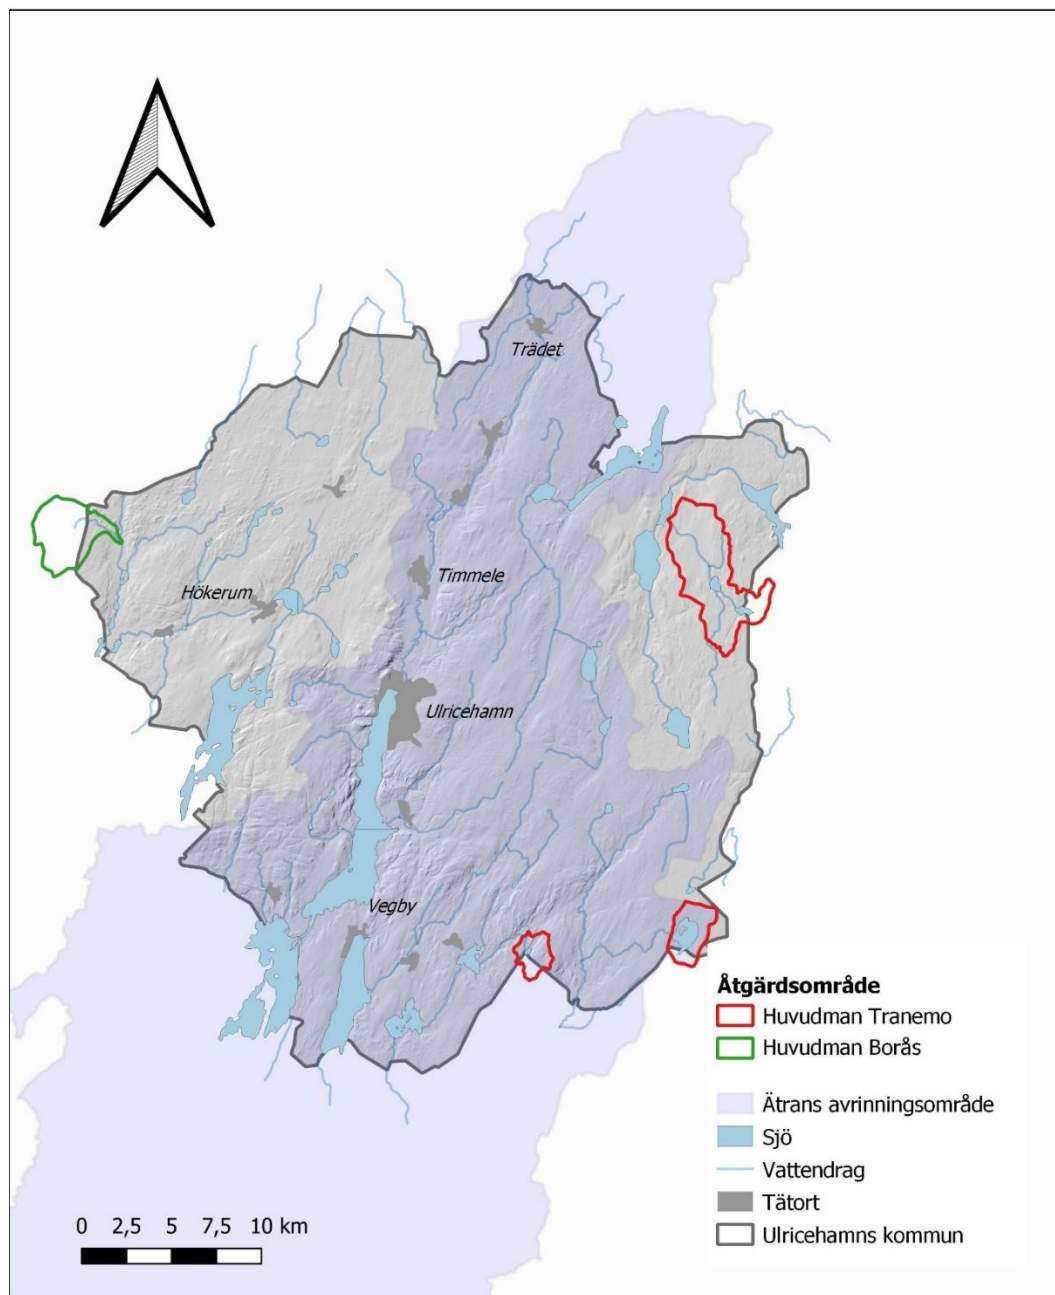 Trädet
Timmele
Hökerum
Ulricehamn
Vegby
Åtgärdsområde
Huvudman Tranemo
Huvudman Borås
Ätrans avrinningsområde
Sjö
Vattendrag
Tätort
Ulricehamns kommun
0 2,5 5 7,5 10 km